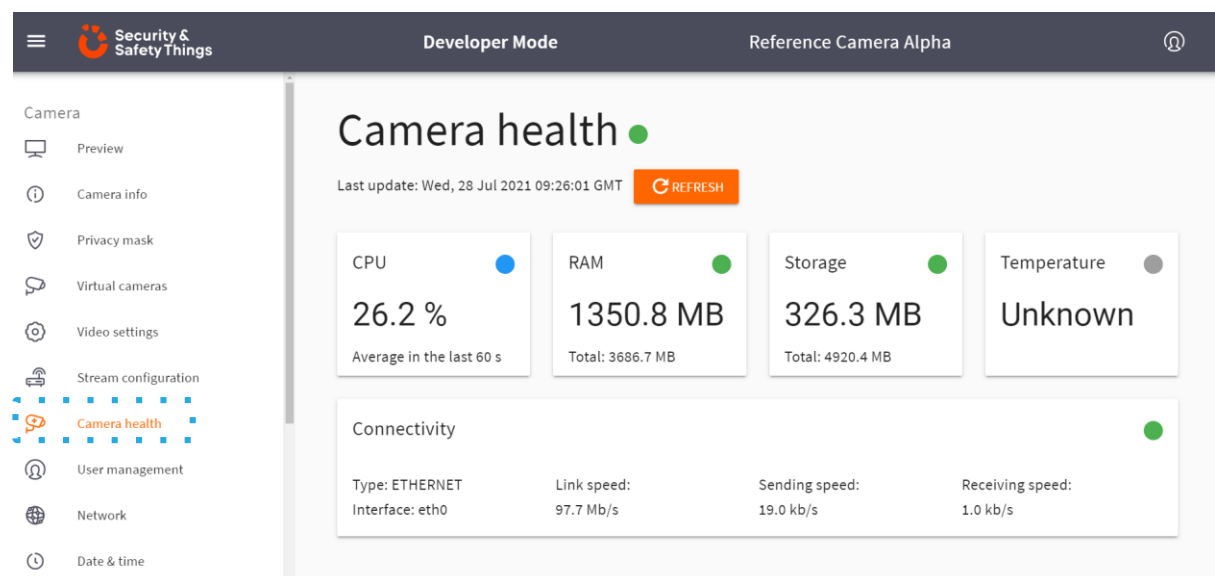 Security &
Safety Things
Developer Mode
Reference Camera Alpha
Camera
Preview
Camera info
Privacy mask
Virtual cameras
Video settings
Stream configuration
Camera health
User management
Network
Date & time
Camera health
Last update: Wed, 28 Jul 2021 09:26:01 GMT
REFRESH
CPU
26.2 %
Average in the last 60 s
RAM
1350.8 MB
Total: 3686.7 MB
Storage
326.3 MB
Total: 4920.4 MB
Temperature
Unknown
Connectivity
Type: ETHERNET
Interface: eth0
Link speed:
97.7 Mb/s
Sending speed:
19.0 kb/s
Receiving speed:
1.0 kb/s